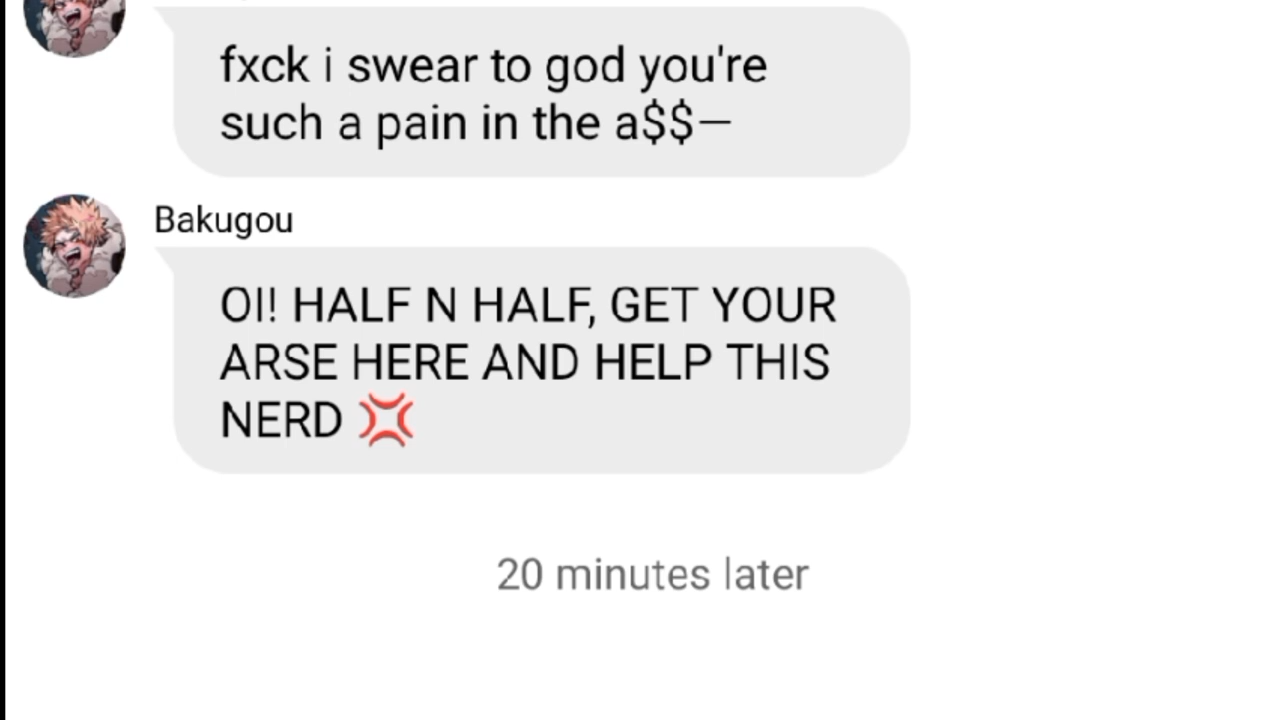 fxck i swear to god you're
such a pain in the a$$—
Bakugou
OI! HALF N HALF, GET YOUR
ARSE HERE AND HELP THIS
NERD 💢
20 minutes later